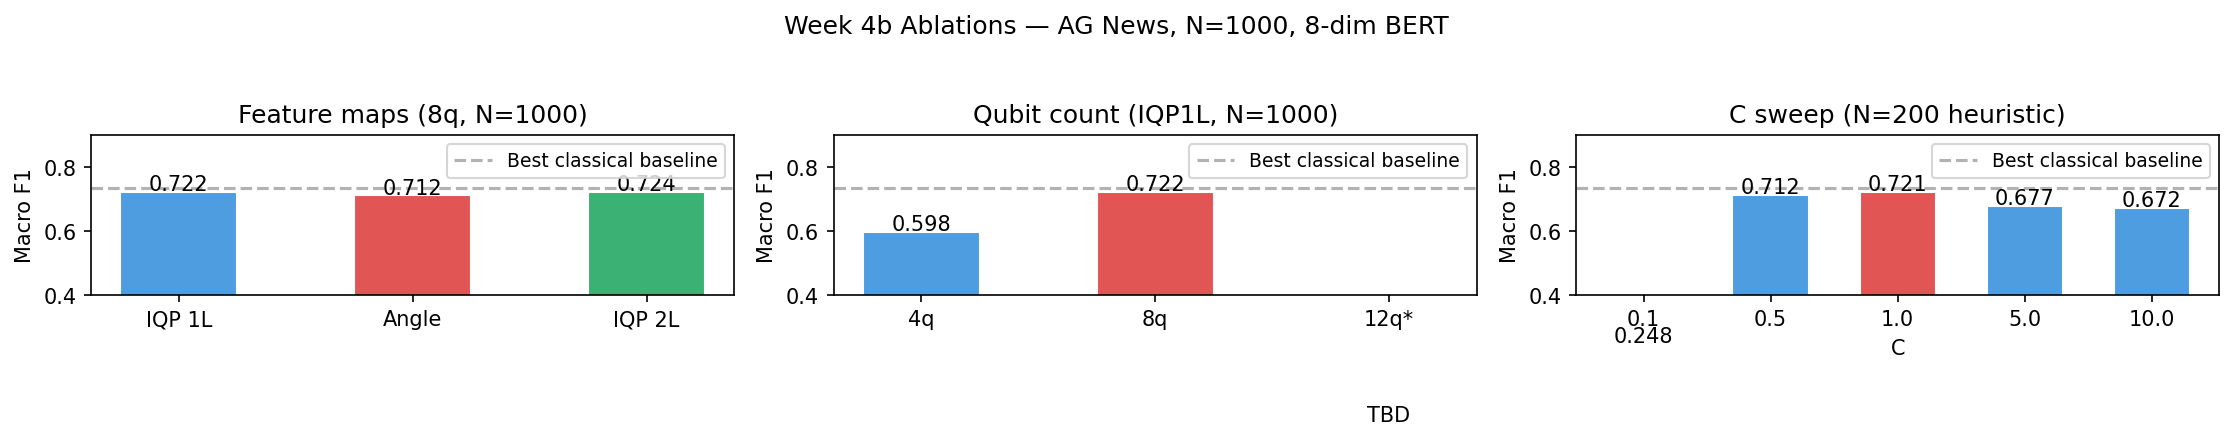 Week 4b Ablations — AG News, N=1000, 8-dim BERT
Feature maps (8q, N=1000)
Macro F1
0.8
0.6
0.4
Best classical baseline
0.722
0.712
0.724
IQP 1L
Angle
IQP 2L
Qubit count (IQP1L, N=1000)
Macro F1
0.8
0.6
0.4
Best classical baseline
0.598
0.722
4q
8q
12q*
TBD
C sweep (N=200 heuristic)
Macro F1
0.8
0.6
0.4
Best classical baseline
0.712
0.721
0.677
0.672
0.1
0.5
1.0
5.0
10.0
0.248
C